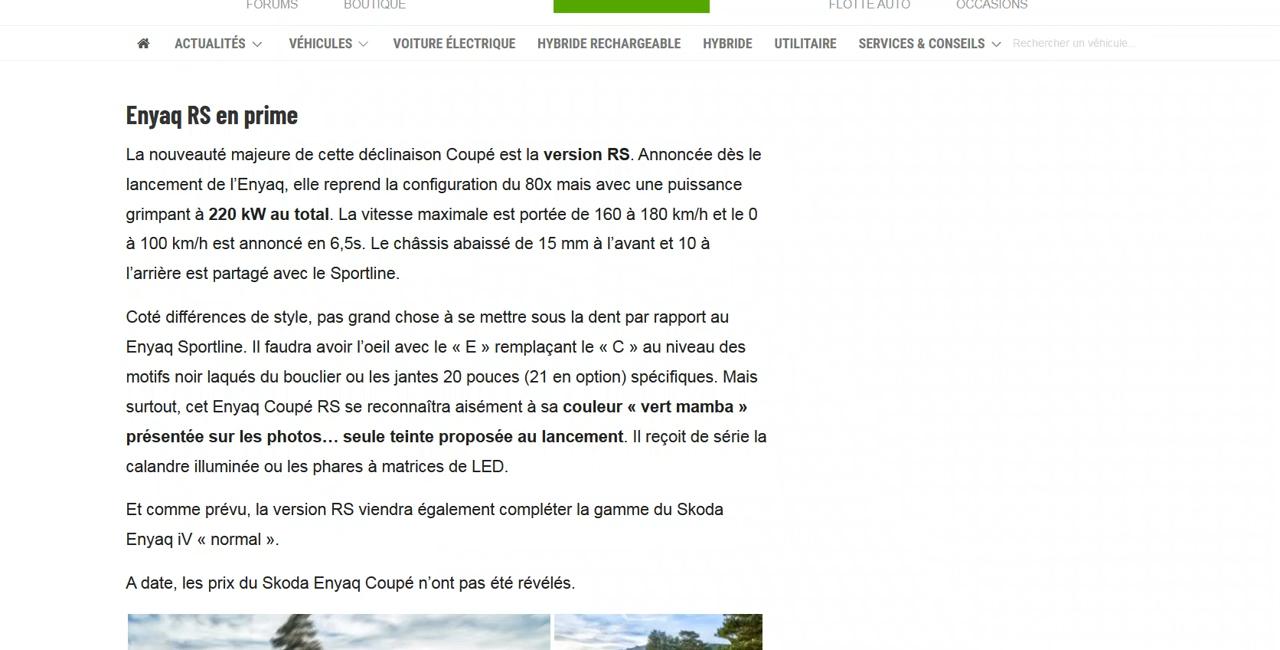 FORUMS BOUTIQUE FLOTTE AUTO OCCASIONS
ACTUALITÉS VÉHICULES VOITURE ÉLECTRIQUE HYBRIDE RECHARGEABLE HYBRIDE UTILITAIRE SERVICES & CONSEILS Rechercher un véhicule...
Enyaq RS en prime
La nouveauté majeure de cette déclinaison Coupé est la version RS. Annoncée dès le
lancement de l’Enyaq, elle reprend la configuration du 80x mais avec une puissance
grimpant à 220 kW au total. La vitesse maximale est portée de 160 à 180 km/h et le 0
à 100 km/h est annoncé en 6,5s. Le châssis abaissé de 15 mm à l’avant et 10 à
l’arrière est partagé avec le Sportline.
Coté différences de style, pas grand chose à se mettre sous la dent par rapport au
Enyaq Sportline. Il faudra avoir l’oeil avec le « E » remplaçant le « C » au niveau des
motifs noir laqués du bouclier ou les jantes 20 pouces (21 en option) spécifiques. Mais
surtout, cet Enyaq Coupé RS se reconnaîtra aisément à sa couleur « vert mamba »
présentée sur les photos… seule teinte proposée au lancement. Il reçoit de série la
calandre illuminée ou les phares à matrices de LED.
Et comme prévu, la version RS viendra également compléter la gamme du Skoda
Enyaq iV « normal ».
A date, les prix du Skoda Enyaq Coupé n’ont pas été révélés.